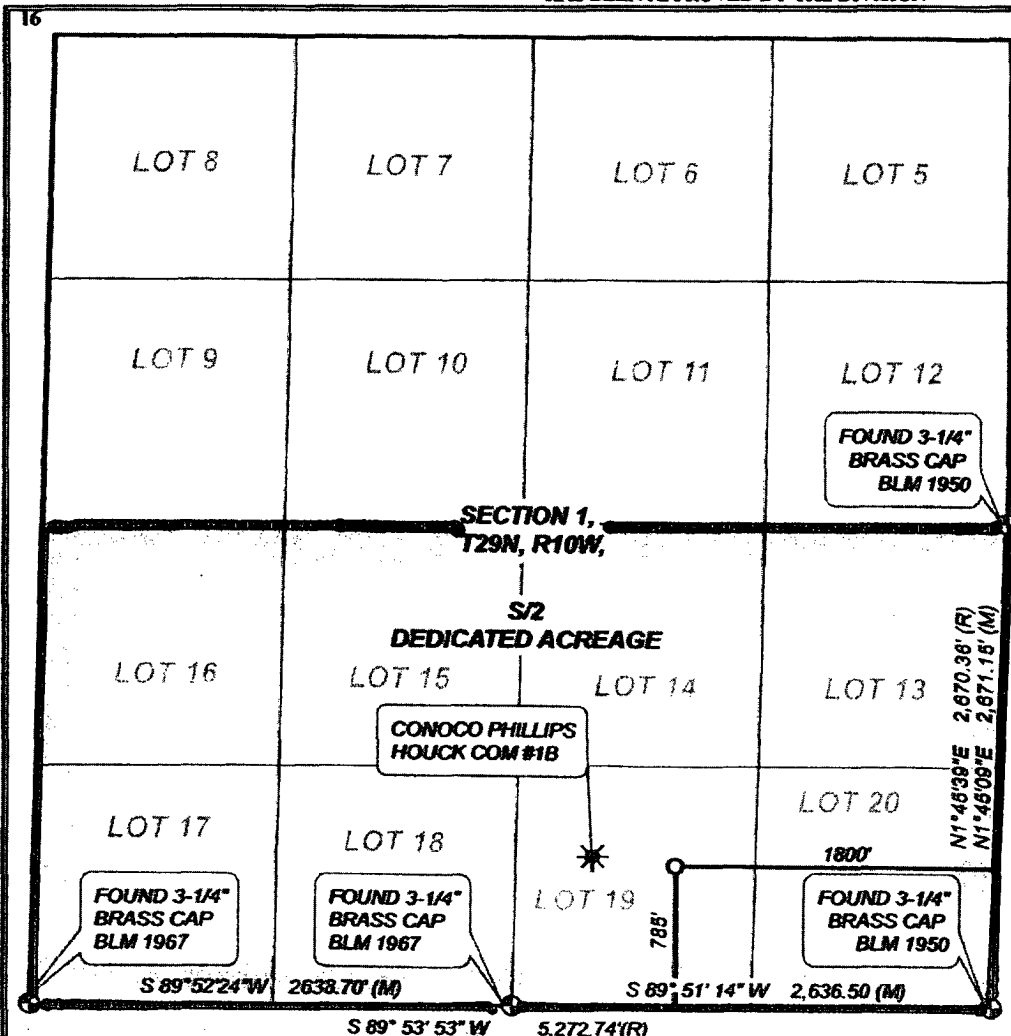 16
LOT 8
LOT 7
LOT 6
LOT 5
LOT 9
LOT 10
LOT 11
LOT 12
FOUND 3-1/4"
BRASS CAP
BLM 1950
SECTION 1,
T29N, R10W,
S/2
DEDICATED ACREAGE
LOT 16
LOT 15
LOT 14
LOT 13
N1°46'39"E 2,670.36' (R)
N1°46'09"E 2,671.15' (M)
CONOCO PHILLIPS
HOUCK COM #1B
LOT 17
LOT 18
LOT 20
1800'
LOT 19
785'
FOUND 3-1/4"
BRASS CAP
BLM 1967
FOUND 3-1/4"
BRASS CAP
BLM 1967
FOUND 3-1/4"
BRASS CAP
BLM 1950
S 89°52'24"W 2638.70' (M)
S 89° 51' 14" W 2,636.50 (M)
S 89° 53' 53" W 5,272.74'(R)